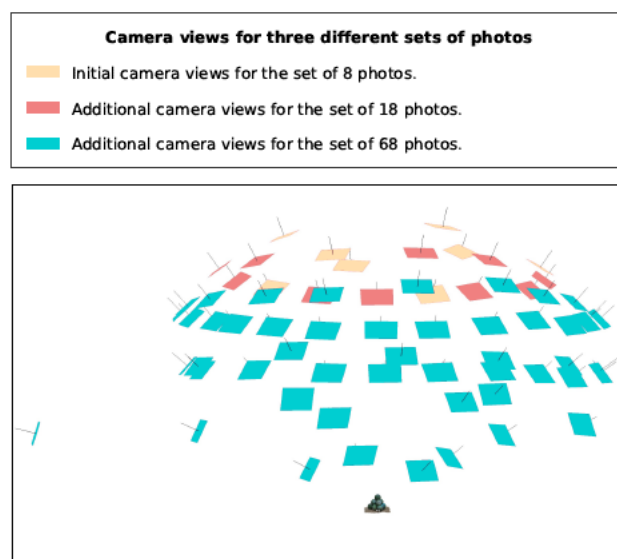 Camera views for three different sets of photos
Initial camera views for the set of 8 photos.
Additional camera views for the set of 18 photos.
Additional camera views for the set of 68 photos.